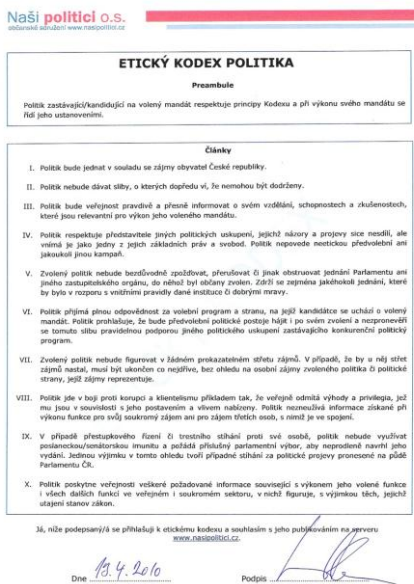 Naši politici o.s.
občanské sdružení www.nasipolitici.cz
ETICKÝ KODEX POLITIKA
Preambule
Politik zastávající/kandidující na volený mandát respektuje principy Kodexu a při výkonu svého mandátu se
řídí jeho ustanoveními.
Články
I. Politik bude jednat v souladu se zájmy obyvatel České republiky.
II. Politik nebude dávat sliby, o kterých dopředu ví, že nemohou být dodrženy.
III. Politik bude veřejnost pravdivě a přesně informovat o svém vzdělání, schopnostech a zkušenostech,
které jsou relevantní pro výkon jeho voleného mandátu.
IV. Politik respektuje představitele jiných politických uskupení, jejichž názory a projevy sice nesdílí, ale
vnímá je jako jedny z jejich základních práv a svobod. Politik nepovede neetickou předvolební ani
jakoukoli jinou kampaň.
V. Zvolený politik nebude bezdůvodně zpožďovat, přerušovat či jinak obstruovat jednání Parlamentu ani
jiného zastupitelského orgánu, do něhož byl občany zvolen. Zdrží se zejména jakéhokoli jednání, které
by bylo v rozporu s vnitřními pravidly dané instituce či dobrými mravy.
VI. Politik přijímá plnou odpovědnost za volební program a stranu, na jejíž kandidátce se uchází o volený
mandát. Politik prohlašuje, že bude předvolební politické postoje hájit i po svém zvolení a nezpronevěří
se tomuto slibu pravidelnou podporou jiného politického uskupení zastávajícího konkurenční politický
program.
VII. Zvolený politik nebude figurovat v žádném prokazatelném střetu zájmů. V případě, že by u něj střet
zájmů nastal, musí být ukončen co nejdříve, bez ohledu na osobní zájmy zvoleného politika či politické
strany, jejíž zájmy reprezentuje.
VIII. Politik jde v boji proti korupci a klientelismu příkladem tak, že veřejně odmítá výhody a privilegia, jež
mu jsou v souvislosti s jeho postavením a vlivem nabízeny. Politik nezneužívá informace získané při
výkonu funkce pro svůj soukromý zájem ani pro zájem třetích osob, s nimiž je ve spojení.
IX. V případě přestupkového řízení či trestního stíhání proti své osobě, politik nebude využívat
poslaneckou/senátorskou imunitu a požádá příslušný parlamentní výbor, aby neprodleně navrhl jeho
vydání. Jedinou výjimku v tomto ohledu tvoří případné stíhání za politické projevy pronesené na půdě
Parlamentu ČR.
X. Politik poskytne veřejnosti veškeré požadované informace související s výkonem jeho volené funkce
i všech dalších funkcí ve veřejném i soukromém sektoru, v nichž figuruje, s výjimkou těch, jejichž
utajení stanoví zákon.
Já, níže podepsaný/á se přihlašuji k etickému kodexu a souhlasím s jeho publikováním na serveru
www.nasipolitici.cz.
Dne 13.4.2010 Podpis